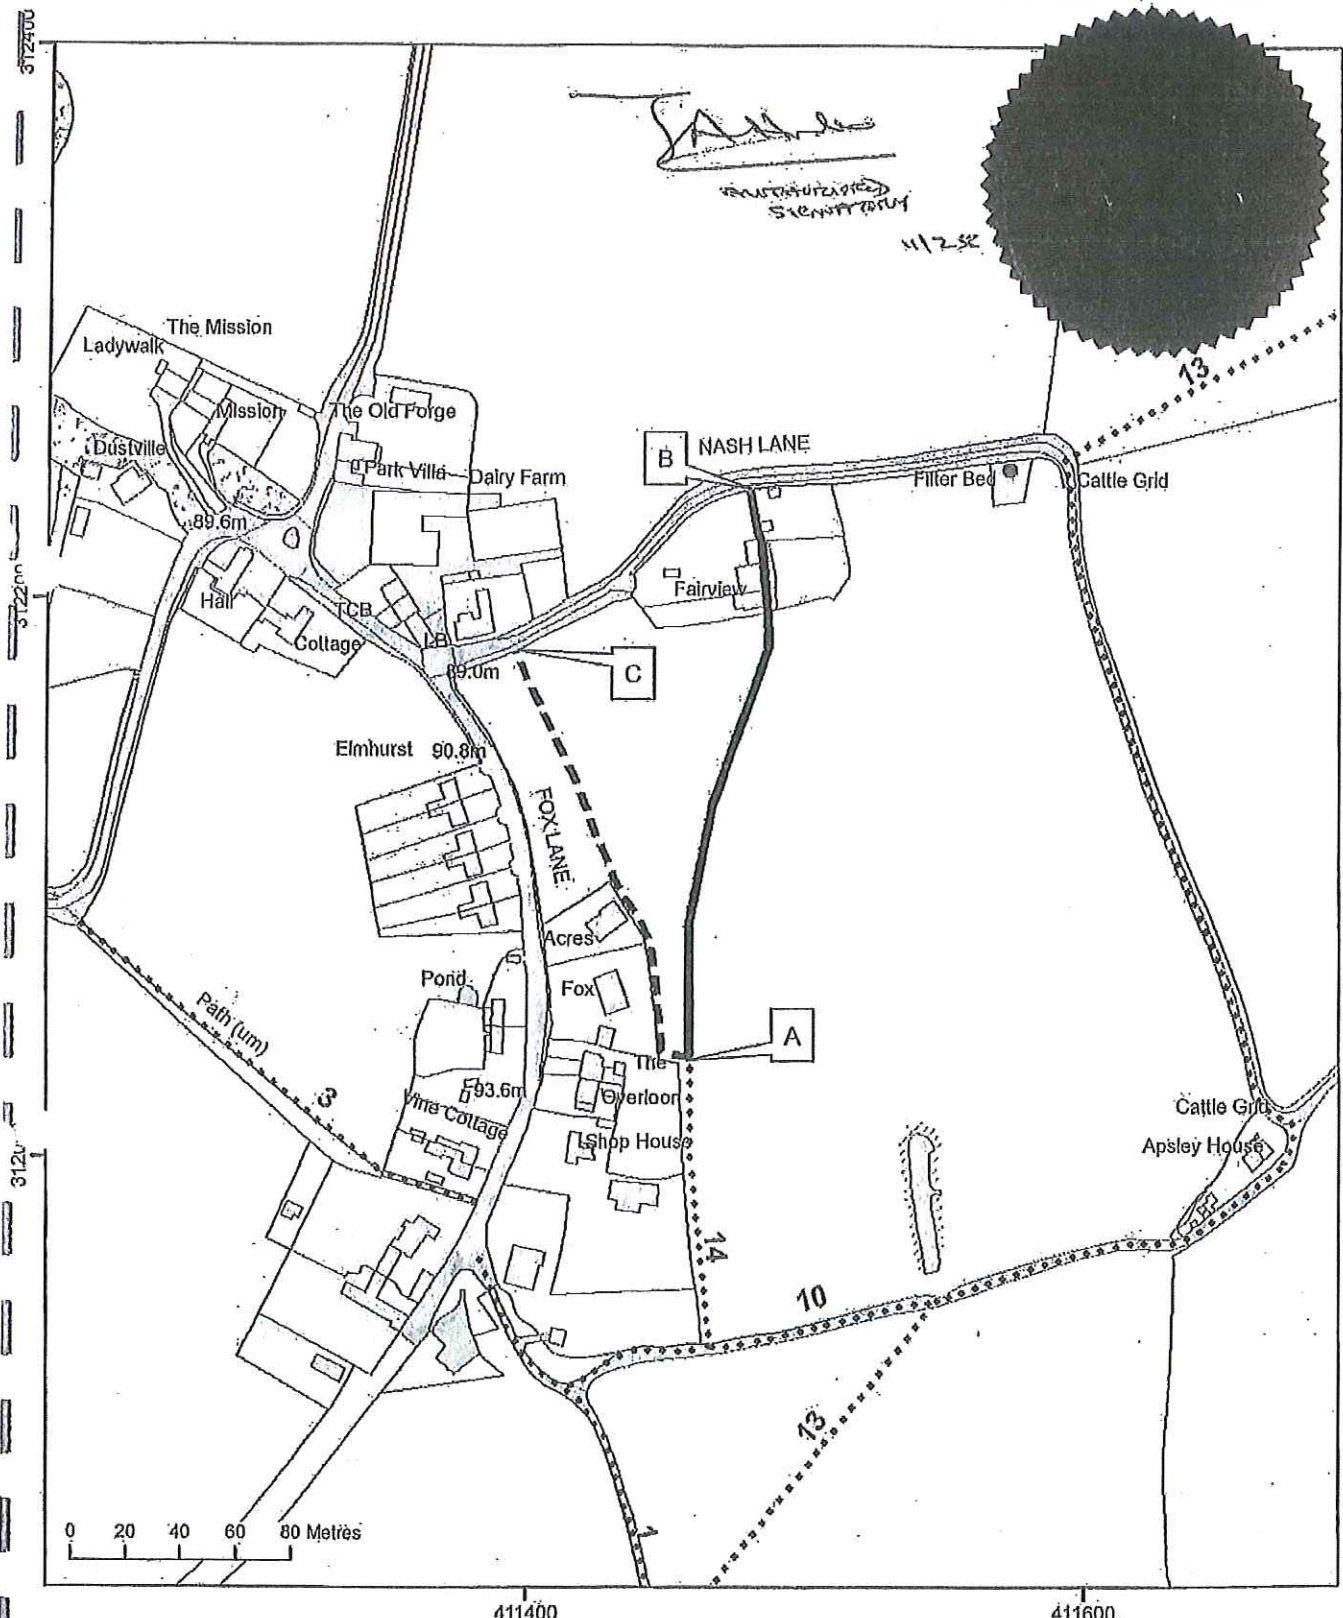 312400
AUTHORIZED
SIGNATORY
13
The Mission
Ladywalk
Mission
The Old Forge
Dustville
Park Villa
Dairy Farm
B
NASH LANE
Filter Bed
Cattle Grid
89.6m
Hall
TCB
Cottage
LB
89.0m
Fairview
C
312200
Elmhurst
90.8m
FOX LANE
Acres
Pond
Fox
A
The
Path (um)
3
93.6m
Vine Cottage
Overloon
Shop House
Cattle Grid
Apsley House
14
10
13
1
0 20 40 60 80 Metres
411400
411600